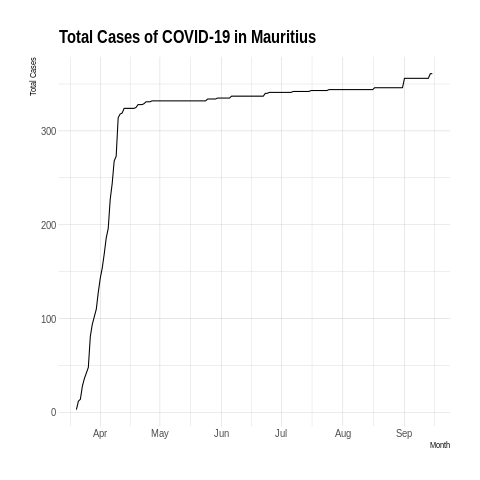 Total Cases of COVID-19 in Mauritius
Total Cases
300
200
100
0
Apr May Jun Jul Aug Sep
Month